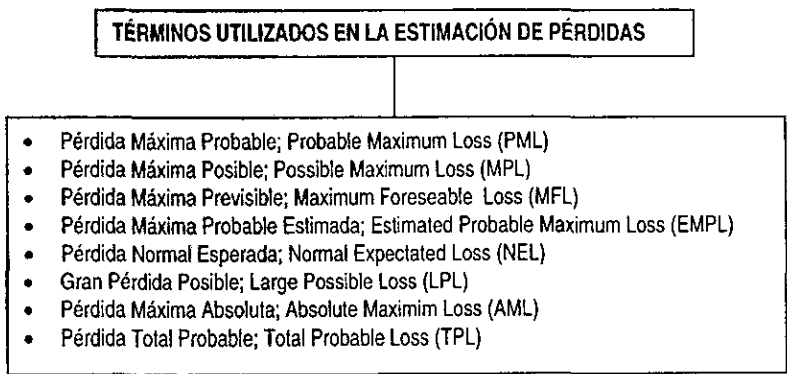 TÉRMINOS UTILIZADOS EN LA ESTIMACIÓN DE PÉRDIDAS
• Pérdida Máxima Probable; Probable Maximum Loss (PML)
• Pérdida Máxima Posible; Possible Maximum Loss (MPL)
• Pérdida Máxima Previsible; Maximum Foreseable Loss (MFL)
• Pérdida Máxima Probable Estimada; Estimated Probable Maximum Loss (EMPL)
• Pérdida Normal Esperada; Normal Expectated Loss (NEL)
• Gran Pérdida Posible; Large Possible Loss (LPL)
• Pérdida Máxima Absoluta; Absolute Maximim Loss (AML)
• Pérdida Total Probable; Total Probable Loss (TPL)